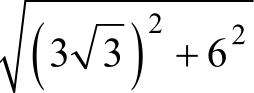 √((3√3)² + 6²)